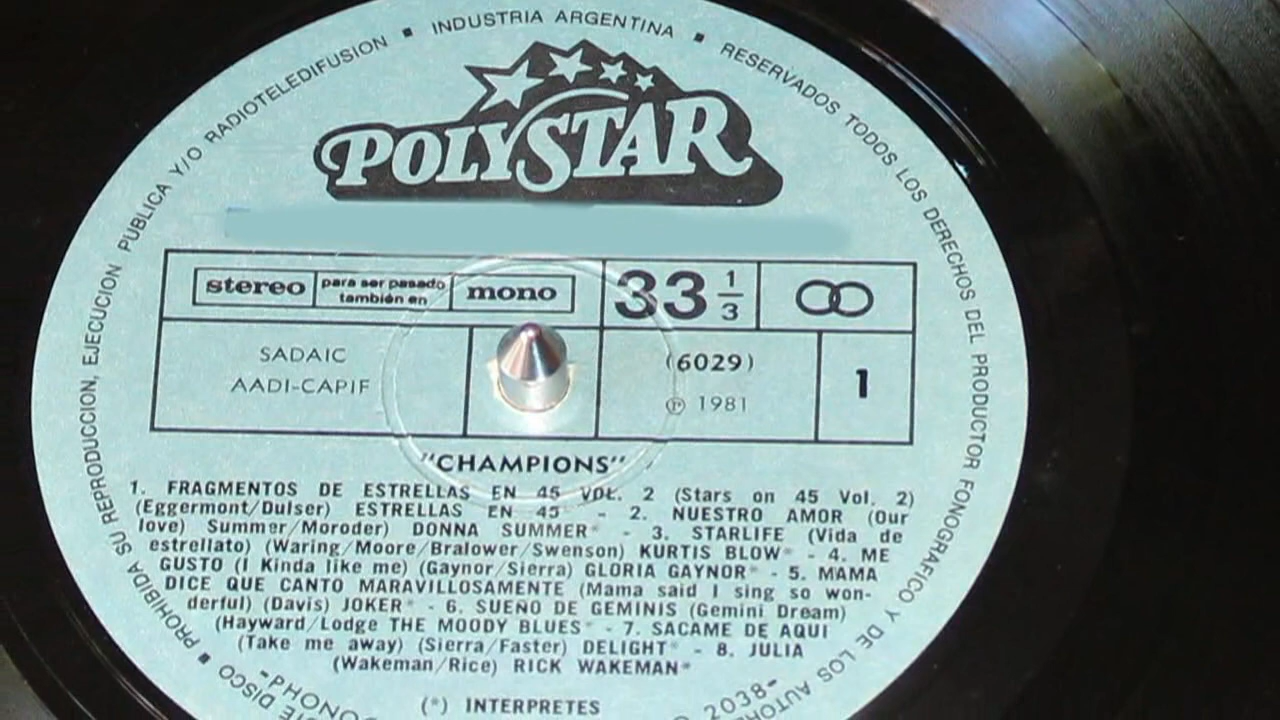 INDUSTRIA ARGENTINA ▪ RESERVADOS TODOS LOS DERECHOS DEL PRODUCTOR FONOGRAFICO Y DE LOS AUTORE
STE DISCO ▪ PROHIBIDA SU REPRODUCCION, EJECUCION PUBLICA Y/O RADIOTELEDIFUSION ▪
POLYSTAR
stereo para ser pasado también en mono
33 1/3
SADAIC
AADI-CAPIF
(6029)
℗ 1981
1
"CHAMPIONS"
1. FRAGMENTOS DE ESTRELLAS EN 45 VOL. 2 (Stars on 45 Vol. 2)
(Eggermont/Duiser) ESTRELLAS EN 45 - 2. NUESTRO AMOR (Our
love) Summer/Moroder) DONNA SUMMER* - 3. STARLIFE (Vida de
estrellato) (Waring/Moore/Bralower/Swenson) KURTIS BLOW* - 4. ME
GUSTO (I Kinda like me) (Gaynor/Sierra) GLORIA GAYNOR* - 5. MAMA
DICE QUE CANTO MARAVILLOSAMENTE (Mama said I sing so won-
derful) (Davis) JOKER* - 6. SUEÑO DE GEMINIS (Gemini Dream)
(Hayward/Lodge THE MOODY BLUES* - 7. SACAME DE AQUI
(Take me away) (Sierra/Faster) DELIGHT* - 8. JULIA
(Wakeman/Rice) RICK WAKEMAN*
(*) INTERPRETES
-PHONO
2038-